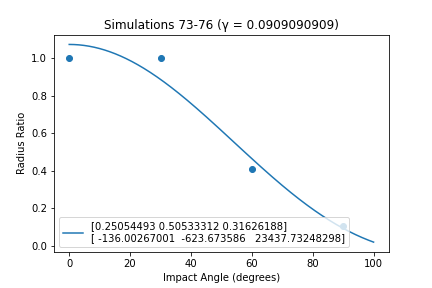 Simulations 73-76 (γ = 0.0909090909)
Radius Ratio
1.0
0.8
0.6
0.4
0.2
0.0
[0.25054493 0.50533312 0.31626188]
[ -136.00267001 -623.673586 23437.73248298]
0 20 40 60 80 100
Impact Angle (degrees)